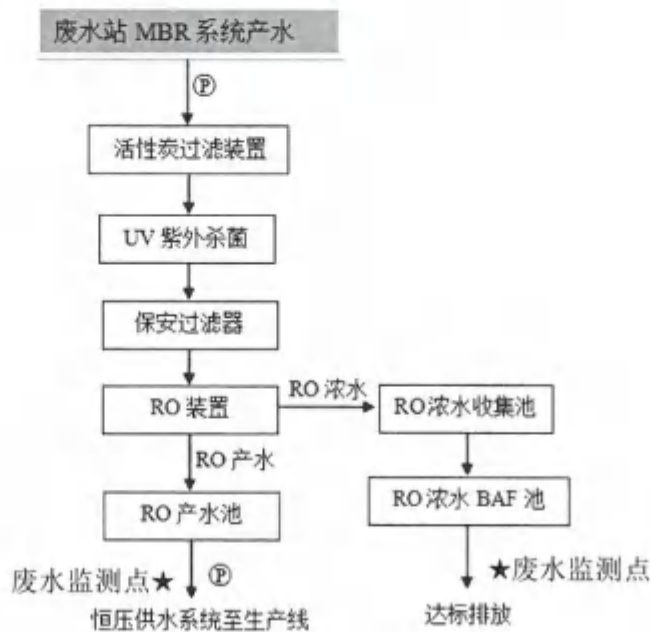 废水站 MBR 系统产水
Ⓟ
活性炭过滤装置
UV 紫外杀菌
保安过滤器
RO 装置
RO 浓水
RO 浓水收集池
RO 产水
RO 产水池
RO 浓水 BAF 池
废水监测点★
Ⓟ
★废水监测点
恒压供水系统至生产线
达标排放